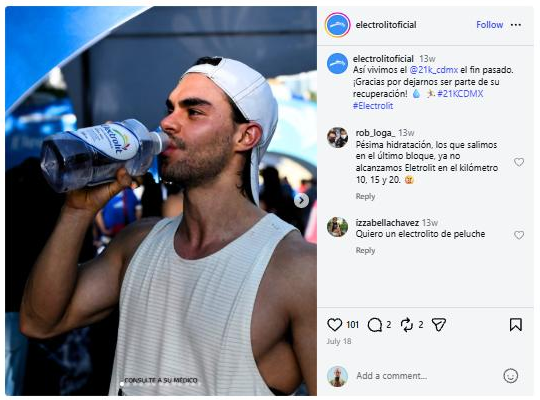 electrolitoficial
Follow
electrolitoficial 13w
Así vivimos el @21k_cdmx el fin pasado.
¡Gracias por dejarnos ser parte de su
recuperación! 💧 🏃 #21KCDMX
#Electrolit
rob_loga_ 13w
Pésima hidratación, los que salimos
en el último bloque, ya no
alcanzamos Eletrolit en el kilómetro
10, 15 y 20. 😡
Reply
izzabellachavez 13w
Quiero un electrolito de peluche
Reply
Electrolit
CONSULTE A SU MÉDICO
101 2 2
July 18
Add a comment...